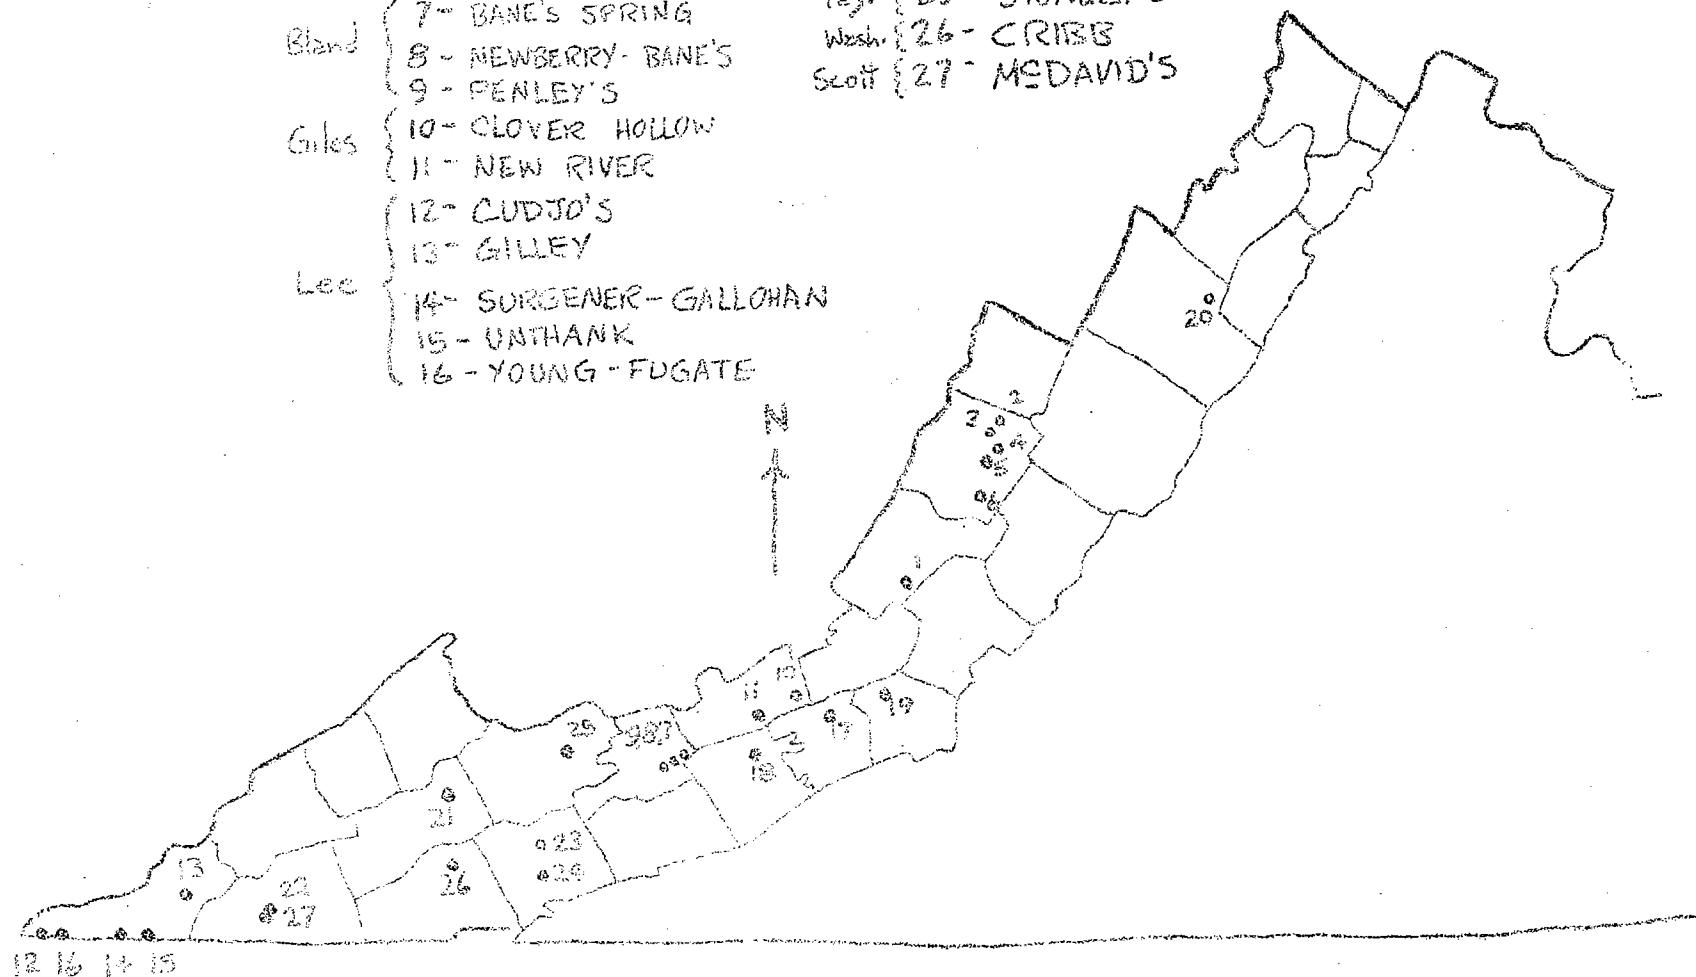 7- BANE'S SPRING
Bland
8- NEWBERRY-BANE'S
9- PENLEY'S
Giles
10- CLOVER HOLLOW
11- NEW RIVER
12- CUDJO'S
13- GILLEY
Lee
14- SURGENER-GALLOHAN
15- UNTHANK
16- YOUNG-FUGATE
Wash. 26- CRIBB
Scott 27- McDAVID'S
N
20
2
3
4
5
6
1
10
11
25
987
17
19
18
21
23
24
13
22
26
27
12 16 14 15